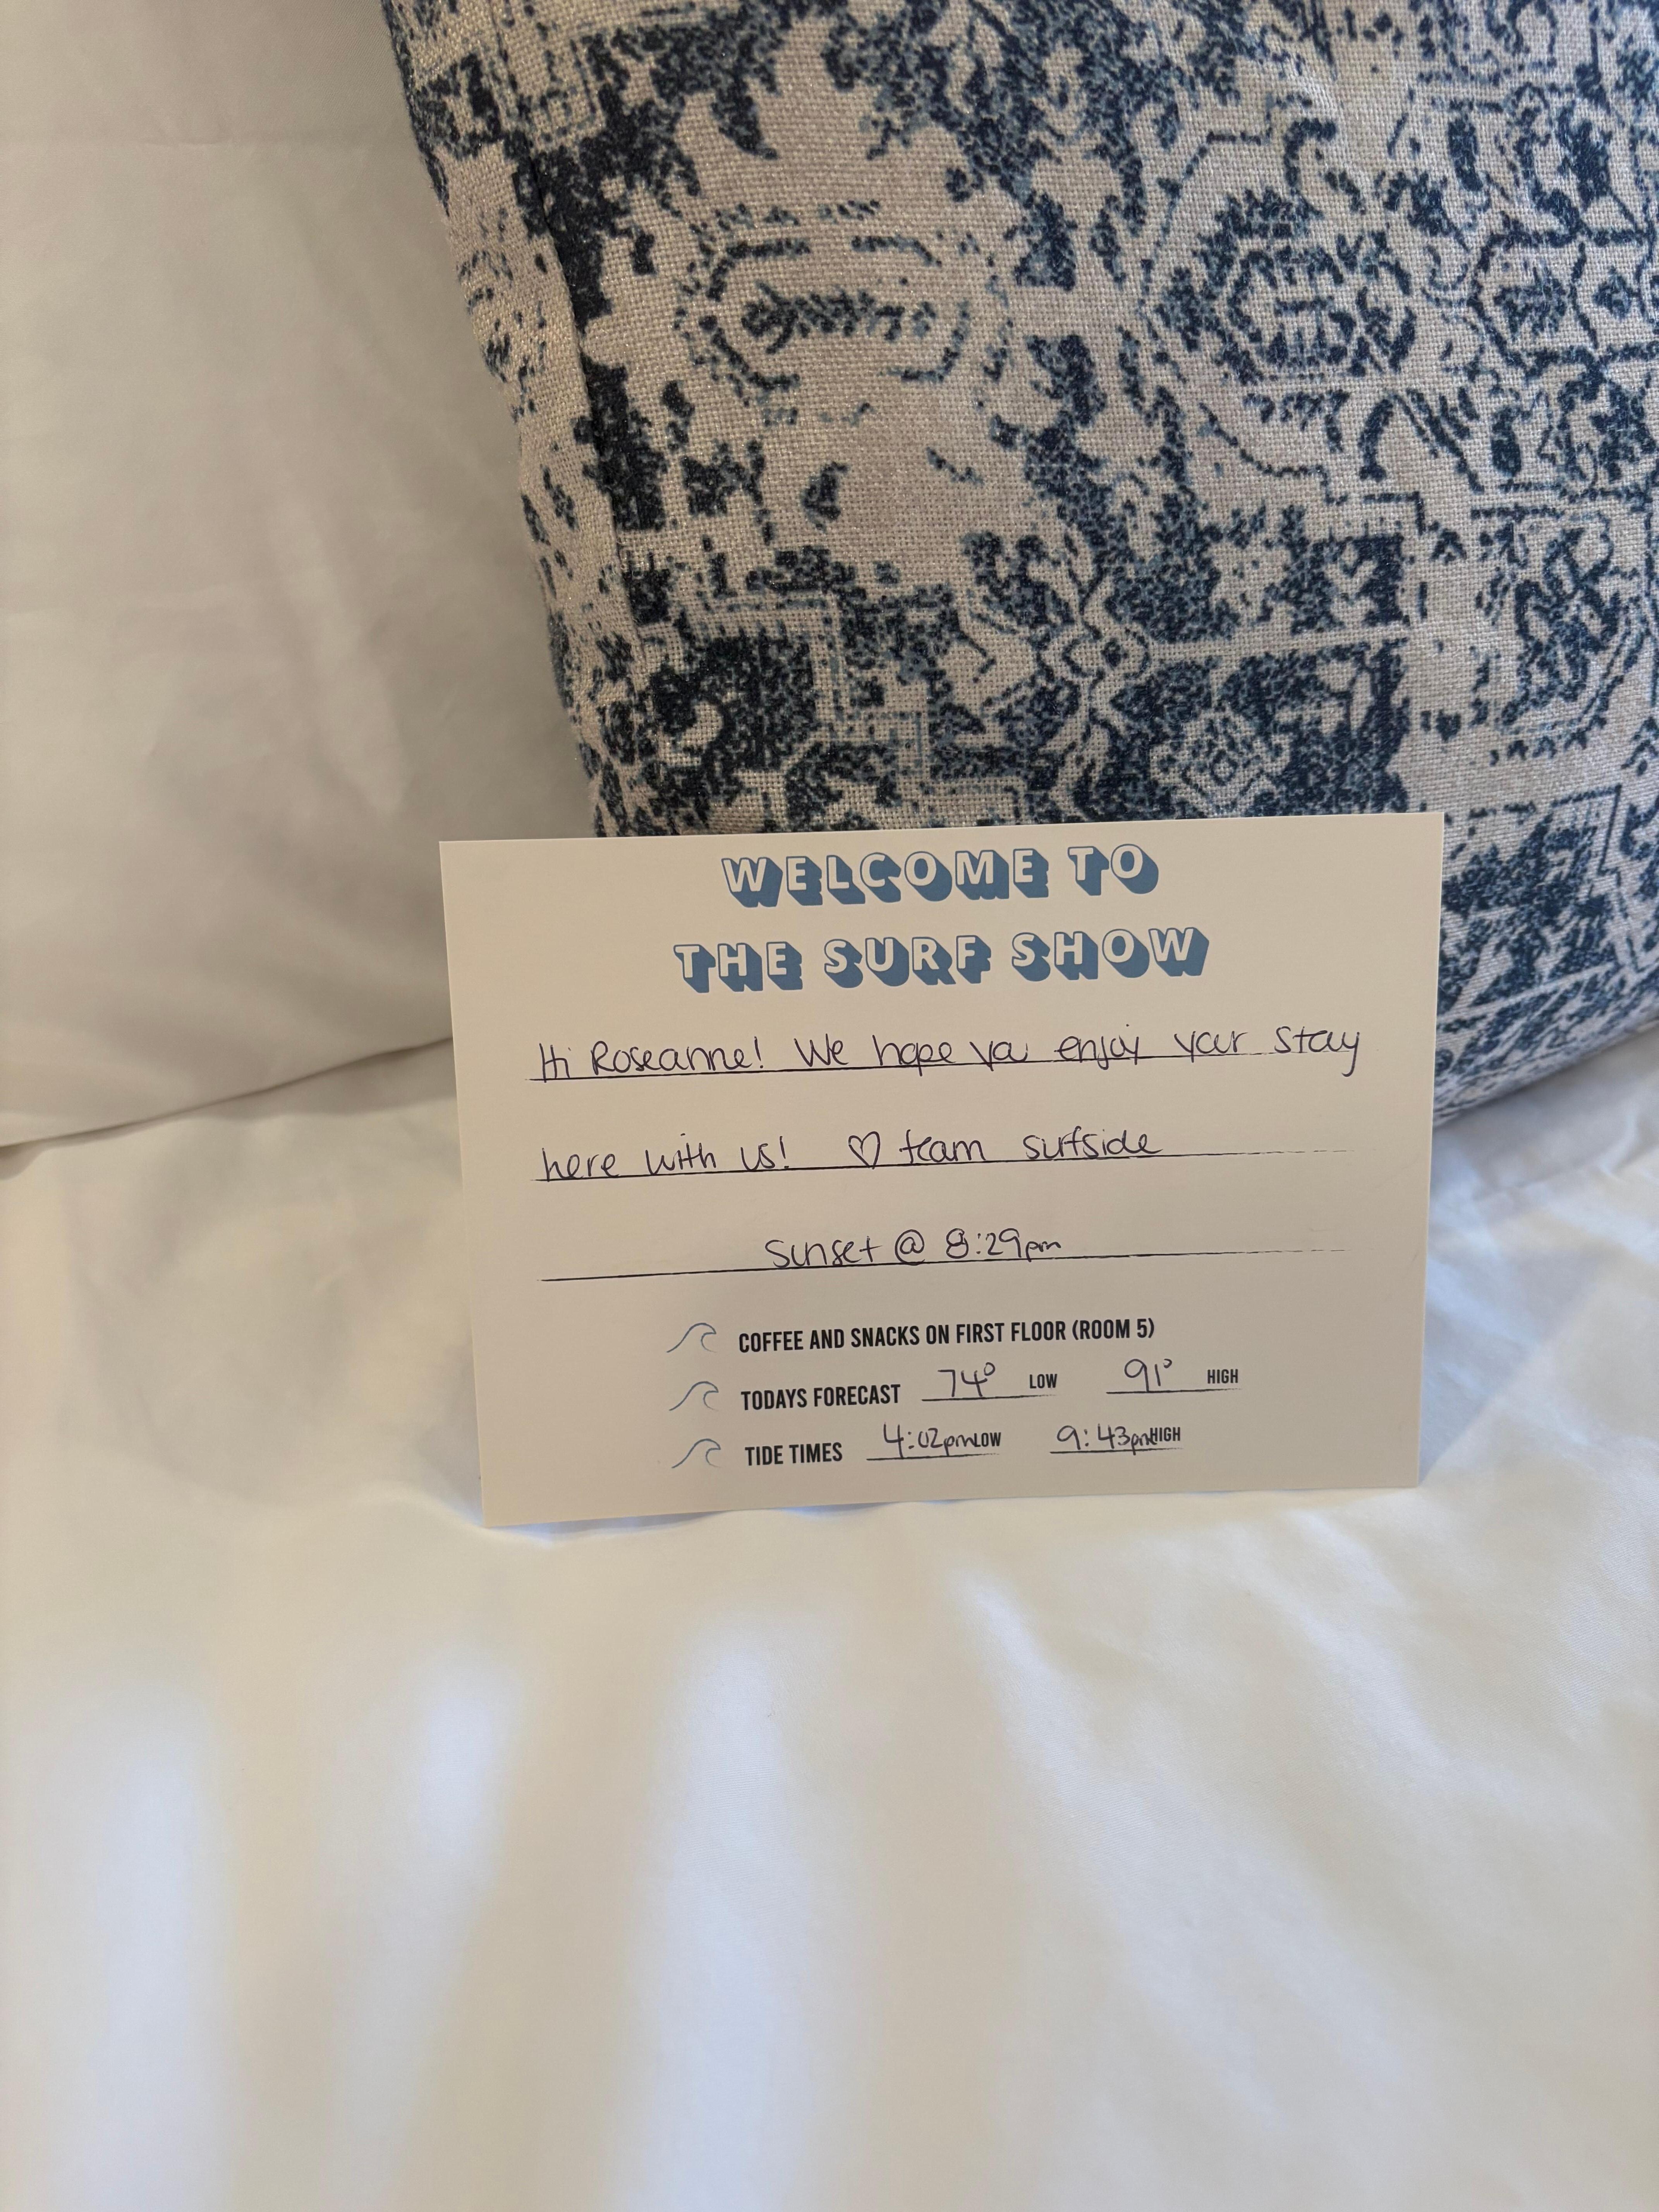 WELCOME TO
THE SURF SHOW
Hi Roseanne! We hope ya enjoy your stay
here with us! ♡ team surfside
sunset @ 8:29pm
COFFEE AND SNACKS ON FIRST FLOOR (ROOM 5)
TODAYS FORECAST 74° LOW 91° HIGH
TIDE TIMES 4:02pm LOW 9:43pm HIGH